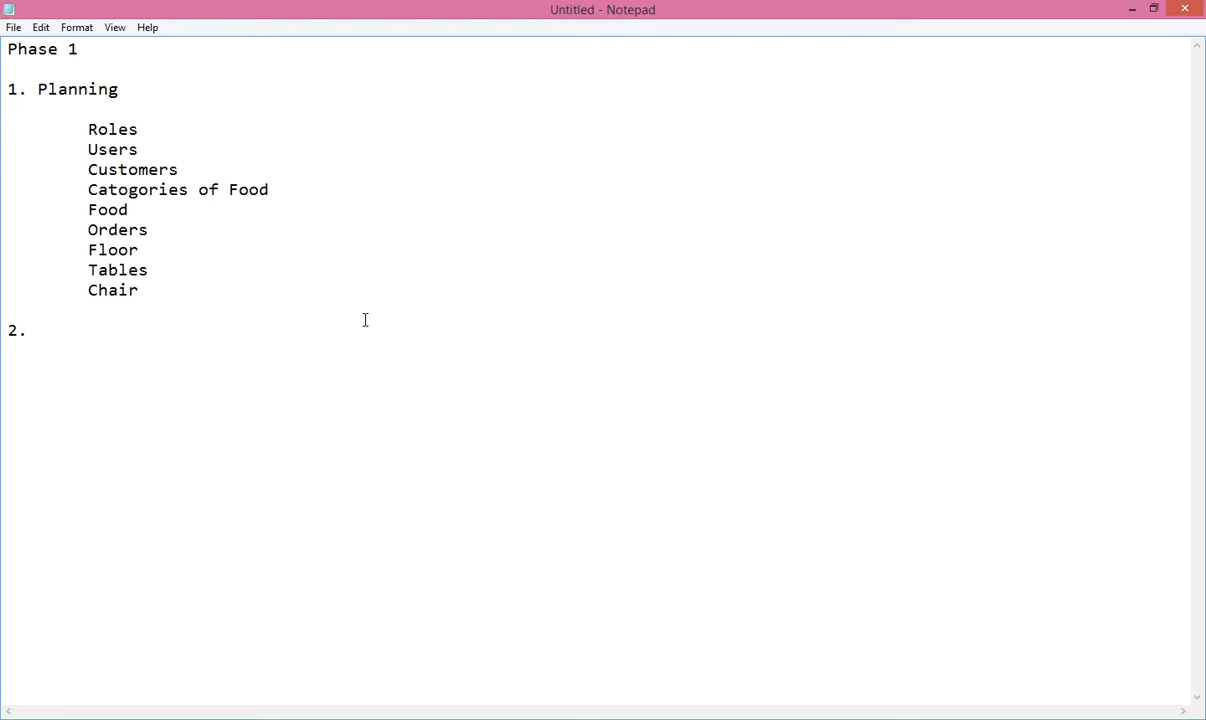 Untitled - Notepad
File Edit Format View Help
Phase 1
1. Planning
Roles
Users
Customers
Catogories of Food
Food
Orders
Floor
Tables
Chair
2.